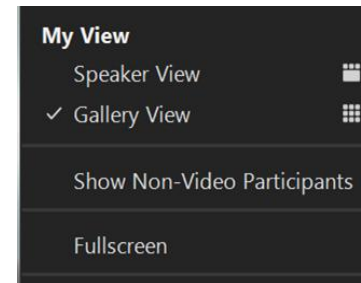 My View
Speaker View
Gallery View
Show Non-Video Participants
Fullscreen